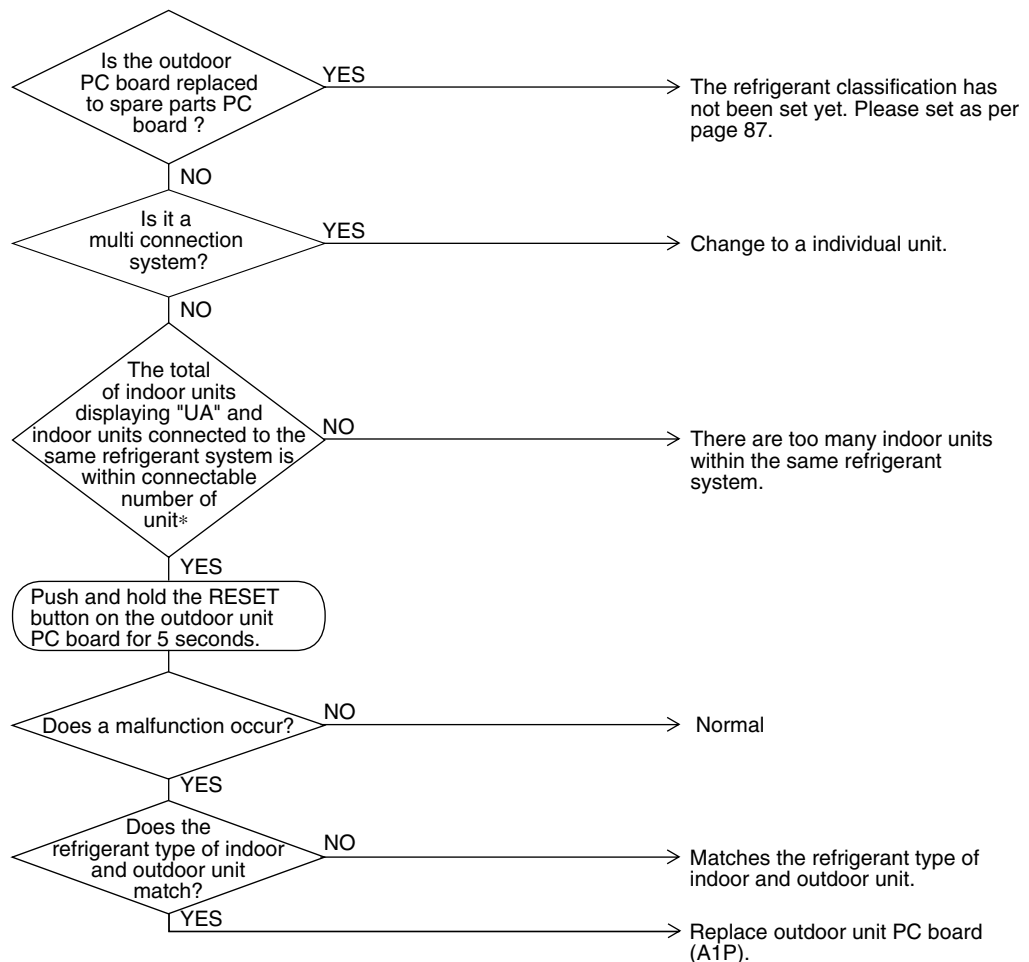 Is the outdoor
PC board replaced
to spare parts PC
board ?
YES
The refrigerant classification has
not been set yet. Please set as per
page 87.
NO
Is it a
multi connection
system?
YES
Change to a individual unit.
NO
The total
of indoor units
displaying "UA" and
indoor units connected to the
same refrigerant system is
within connectable
number of
unit*
NO
There are too many indoor units
within the same refrigerant
system.
YES
Push and hold the RESET
button on the outdoor unit
PC board for 5 seconds.
Does a malfunction occur?
NO
Normal
YES
Does the
refrigerant type of indoor
and outdoor unit
match?
NO
Matches the refrigerant type of
indoor and outdoor unit.
YES
Replace outdoor unit PC board
(A1P).